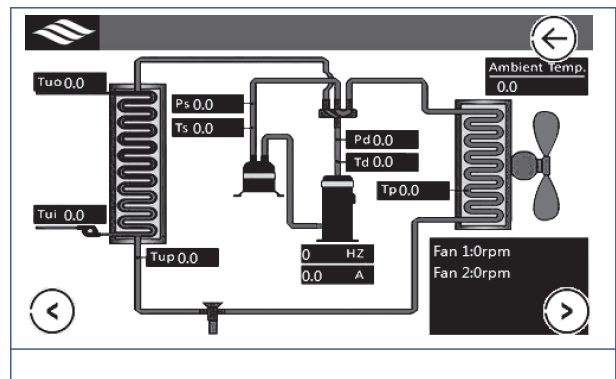 Ambient Temp.
0.0
Tuo 0.0
Ps 0.0
Ts 0.0
Pd 0.0
Td 0.0
Tp 0.0
Tui 0.0
Tup 0.0
0 HZ
0.0 A
Fan 1:0rpm
Fan 2:0rpm